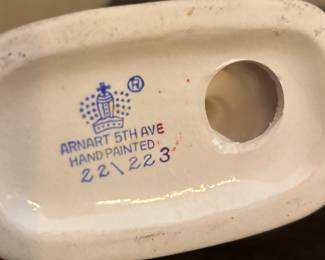 ®
ARNART 5TH AVE
HAND PAINTED
22\223